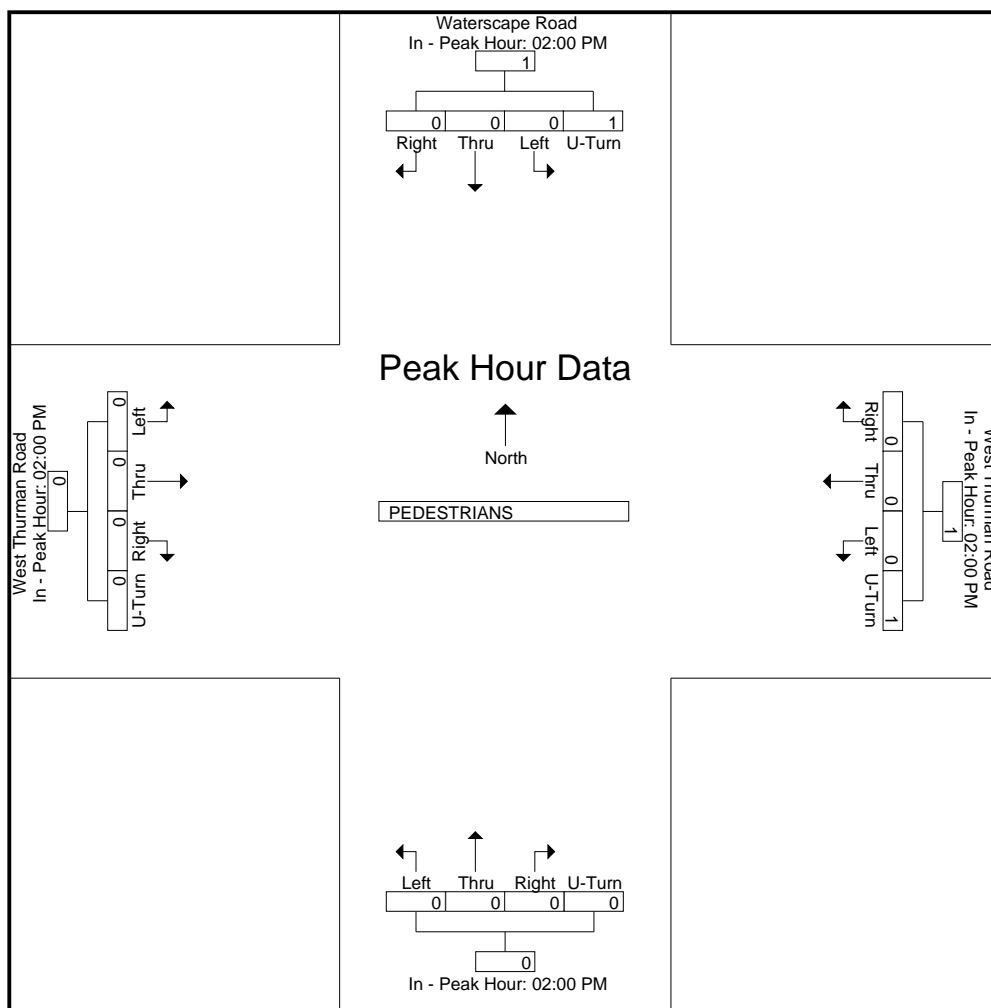 Waterscape Road
In - Peak Hour: 02:00 PM
1
0 0 0 1
Right Thru Left U-Turn
Peak Hour Data
North
PEDESTRIANS
West Thurman Road
In - Peak Hour: 02:00 PM
0
0 0 0 0
Left Thru Right U-Turn
West Thurman Road
In - Peak Hour: 02:00 PM
1
0 0 0 1
Right Thru Left U-Turn
Left Thru Right U-Turn
0 0 0 0
0
In - Peak Hour: 02:00 PM